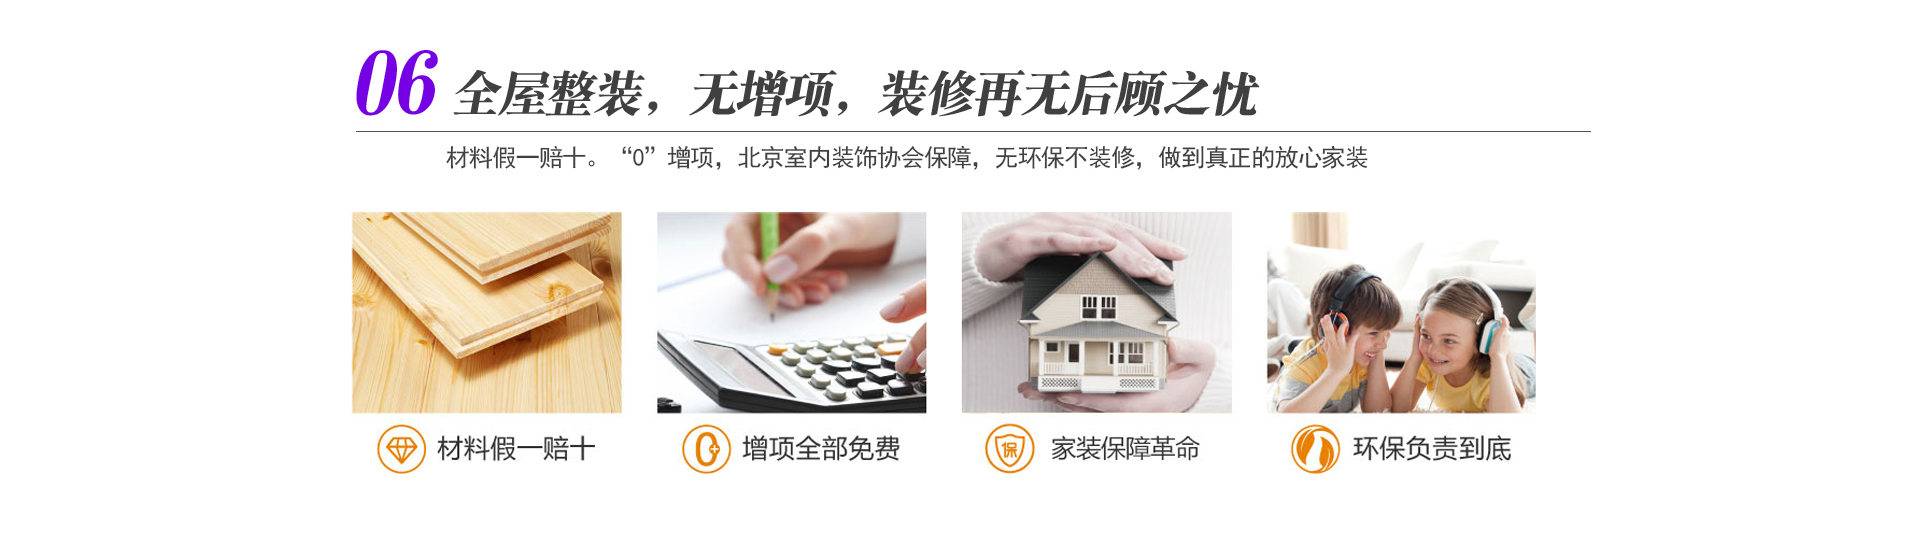 06 全屋整装，无增项，装修再无后顾之忧
材料假一赔十。“0”增项，北京室内装饰协会保障，无环保不装修，做到真正的放心家装
材料假一赔十
增项全部免费
保
家装保障革命
环保负责到底